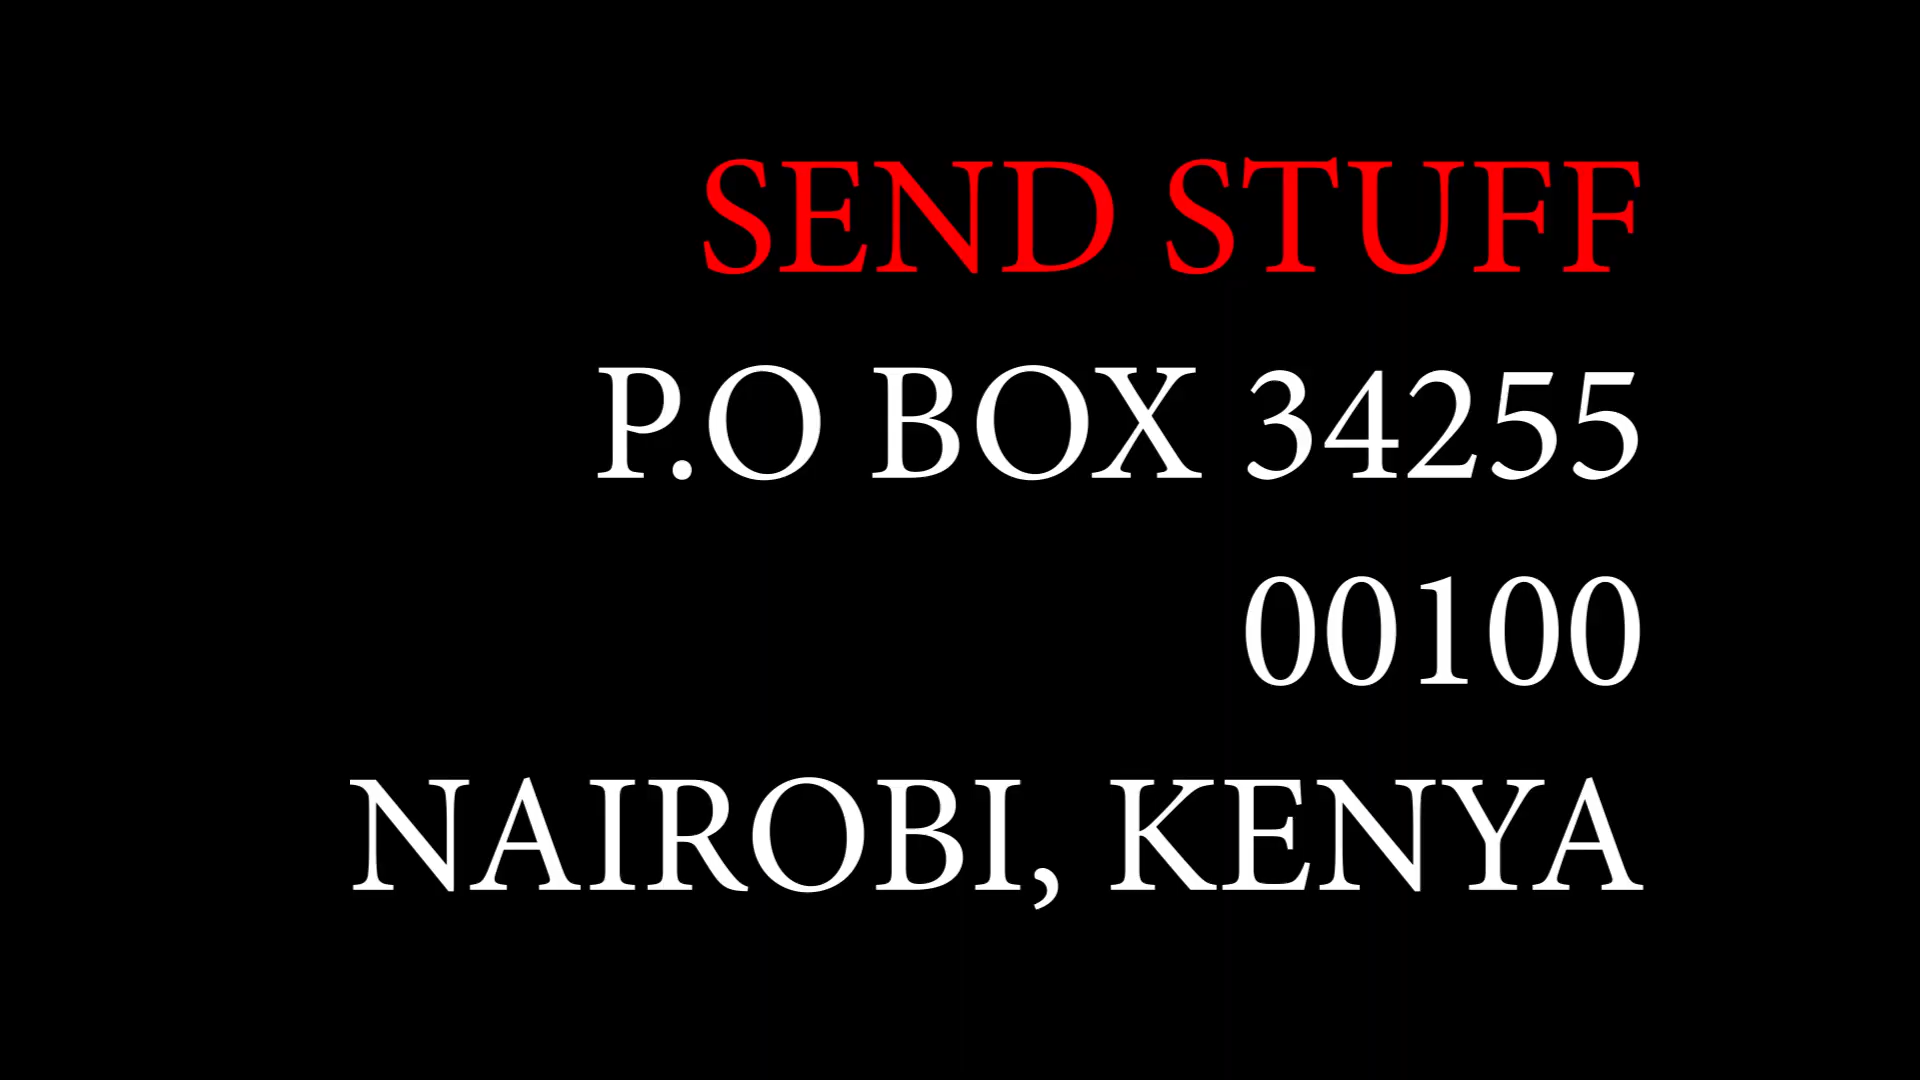 SEND STUFF
P.O BOX 34255
00100
NAIROBI, KENYA